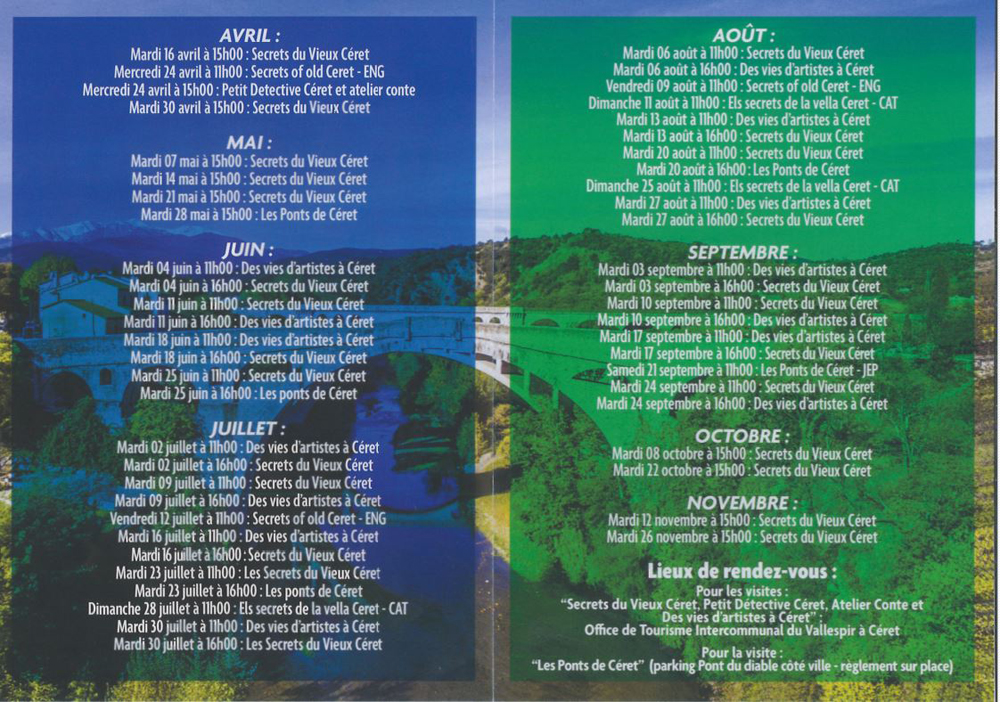 AVRIL :
Mardi 16 avril à 15h00 : Secrets du Vieux Céret
Mercredi 24 avril à 11h00 : Secrets of old Ceret - ENG
Mercredi 24 avril à 15h00 : Petit Detective Céret et atelier conte
Mardi 30 avril à 15h00 : Secrets du Vieux Céret
MAI :
Mardi 07 mai à 15h00 : Secrets du Vieux Céret
Mardi 14 mai à 15h00 : Secrets du Vieux Céret
Mardi 21 mai à 15h00 : Secrets du Vieux Céret
Mardi 28 mai à 15h00 : Les Ponts de Céret
JUIN :
Mardi 04 juin à 11h00 : Des vies d'artistes à Céret
Mardi 04 juin à 16h00 : Secrets du Vieux Céret
Mardi 11 juin à 11h00 : Secrets du Vieux Céret
Mardi 11 juin à 16h00 : Des vies d'artistes à Céret
Mardi 18 juin à 11h00 : Des vies d'artistes à Céret
Mardi 18 juin à 16h00 : Secrets du Vieux Céret
Mardi 25 juin à 11h00 : Secrets du Vieux Céret
Mardi 25 juin à 16h00 : Les ponts de Céret
JUILLET :
Mardi 02 juillet à 11h00 : Des vies d'artistes à Céret
Mardi 02 juillet à 16h00 : Secrets du Vieux Céret
Mardi 09 juillet à 11h00 : Secrets du Vieux Céret
Mardi 09 juillet à 16h00 : Des vies d'artistes à Céret
Vendredi 12 juillet à 11h00 : Secrets of old Ceret - ENG
Mardi 16 juillet à 11h00 : Des vies d'artistes à Céret
Mardi 16 juillet à 16h00 : Secrets du Vieux Céret
Mardi 23 juillet à 11h00 : Les Secrets du Vieux Céret
Mardi 23 juillet à 16h00 : Les ponts de Céret
Dimanche 28 juillet à 11h00 : Els secrets de la vella Ceret - CAT
Mardi 30 juillet à 11h00 : Des vies d'artistes à Céret
Mardi 30 juillet à 16h00 : Les Secrets du Vieux Céret
AOÛT :
Mardi 06 août à 11h00 : Secrets du Vieux Céret
Mardi 06 août à 16h00 : Des vies d'artistes à Céret
Vendredi 09 août à 11h00 : Secrets of old Ceret - ENG
Dimanche 11 août à 11h00 : Els secrets de la vella Ceret - CAT
Mardi 13 août à 11h00 : Des vies d'artistes à Céret
Mardi 13 août à 16h00 : Secrets du Vieux Céret
Mardi 20 août à 11h00 : Secrets du Vieux Céret
Mardi 20 août à 16h00 : Les Ponts de Céret
Dimanche 25 août à 11h00 : Els secrets de la vella Ceret - CAT
Mardi 27 août à 11h00 : Des vies d'artistes à Céret
Mardi 27 août à 16h00 : Secrets du Vieux Céret
SEPTEMBRE :
Mardi 03 septembre à 11h00 : Des vies d'artistes à Céret
Mardi 03 septembre à 16h00 : Secrets du Vieux Céret
Mardi 10 septembre à 11h00 : Secrets du Vieux Céret
Mardi 10 septembre à 16h00 : Des vies d'artistes à Céret
Mardi 17 septembre à 11h00 : Des vies d'artistes à Céret
Mardi 17 septembre à 16h00 : Secrets du Vieux Céret
Samedi 21 septembre à 11h00 : Les Ponts de Céret - JEP
Mardi 24 septembre à 11h00 : Secrets du Vieux Céret
Mardi 24 septembre à 16h00 : Des vies d'artistes à Céret
OCTOBRE :
Mardi 08 octobre à 15h00 : Secrets du Vieux Céret
Mardi 22 octobre à 15h00 : Secrets du Vieux Céret
NOVEMBRE :
Mardi 12 novembre à 15h00 : Secrets du Vieux Céret
Mardi 26 novembre à 15h00 : Secrets du Vieux Céret
Lieux de rendez-vous :
Pour les visites :
"Secrets du Vieux Céret, Petit Détective Céret, Atelier Conte et
Des vies d'artistes à Céret" :
Office de Tourisme Intercommunal du Vallespir à Céret
Pour la visite :
"Les Ponts de Céret" (parking Pont du diable côté ville - règlement sur place)